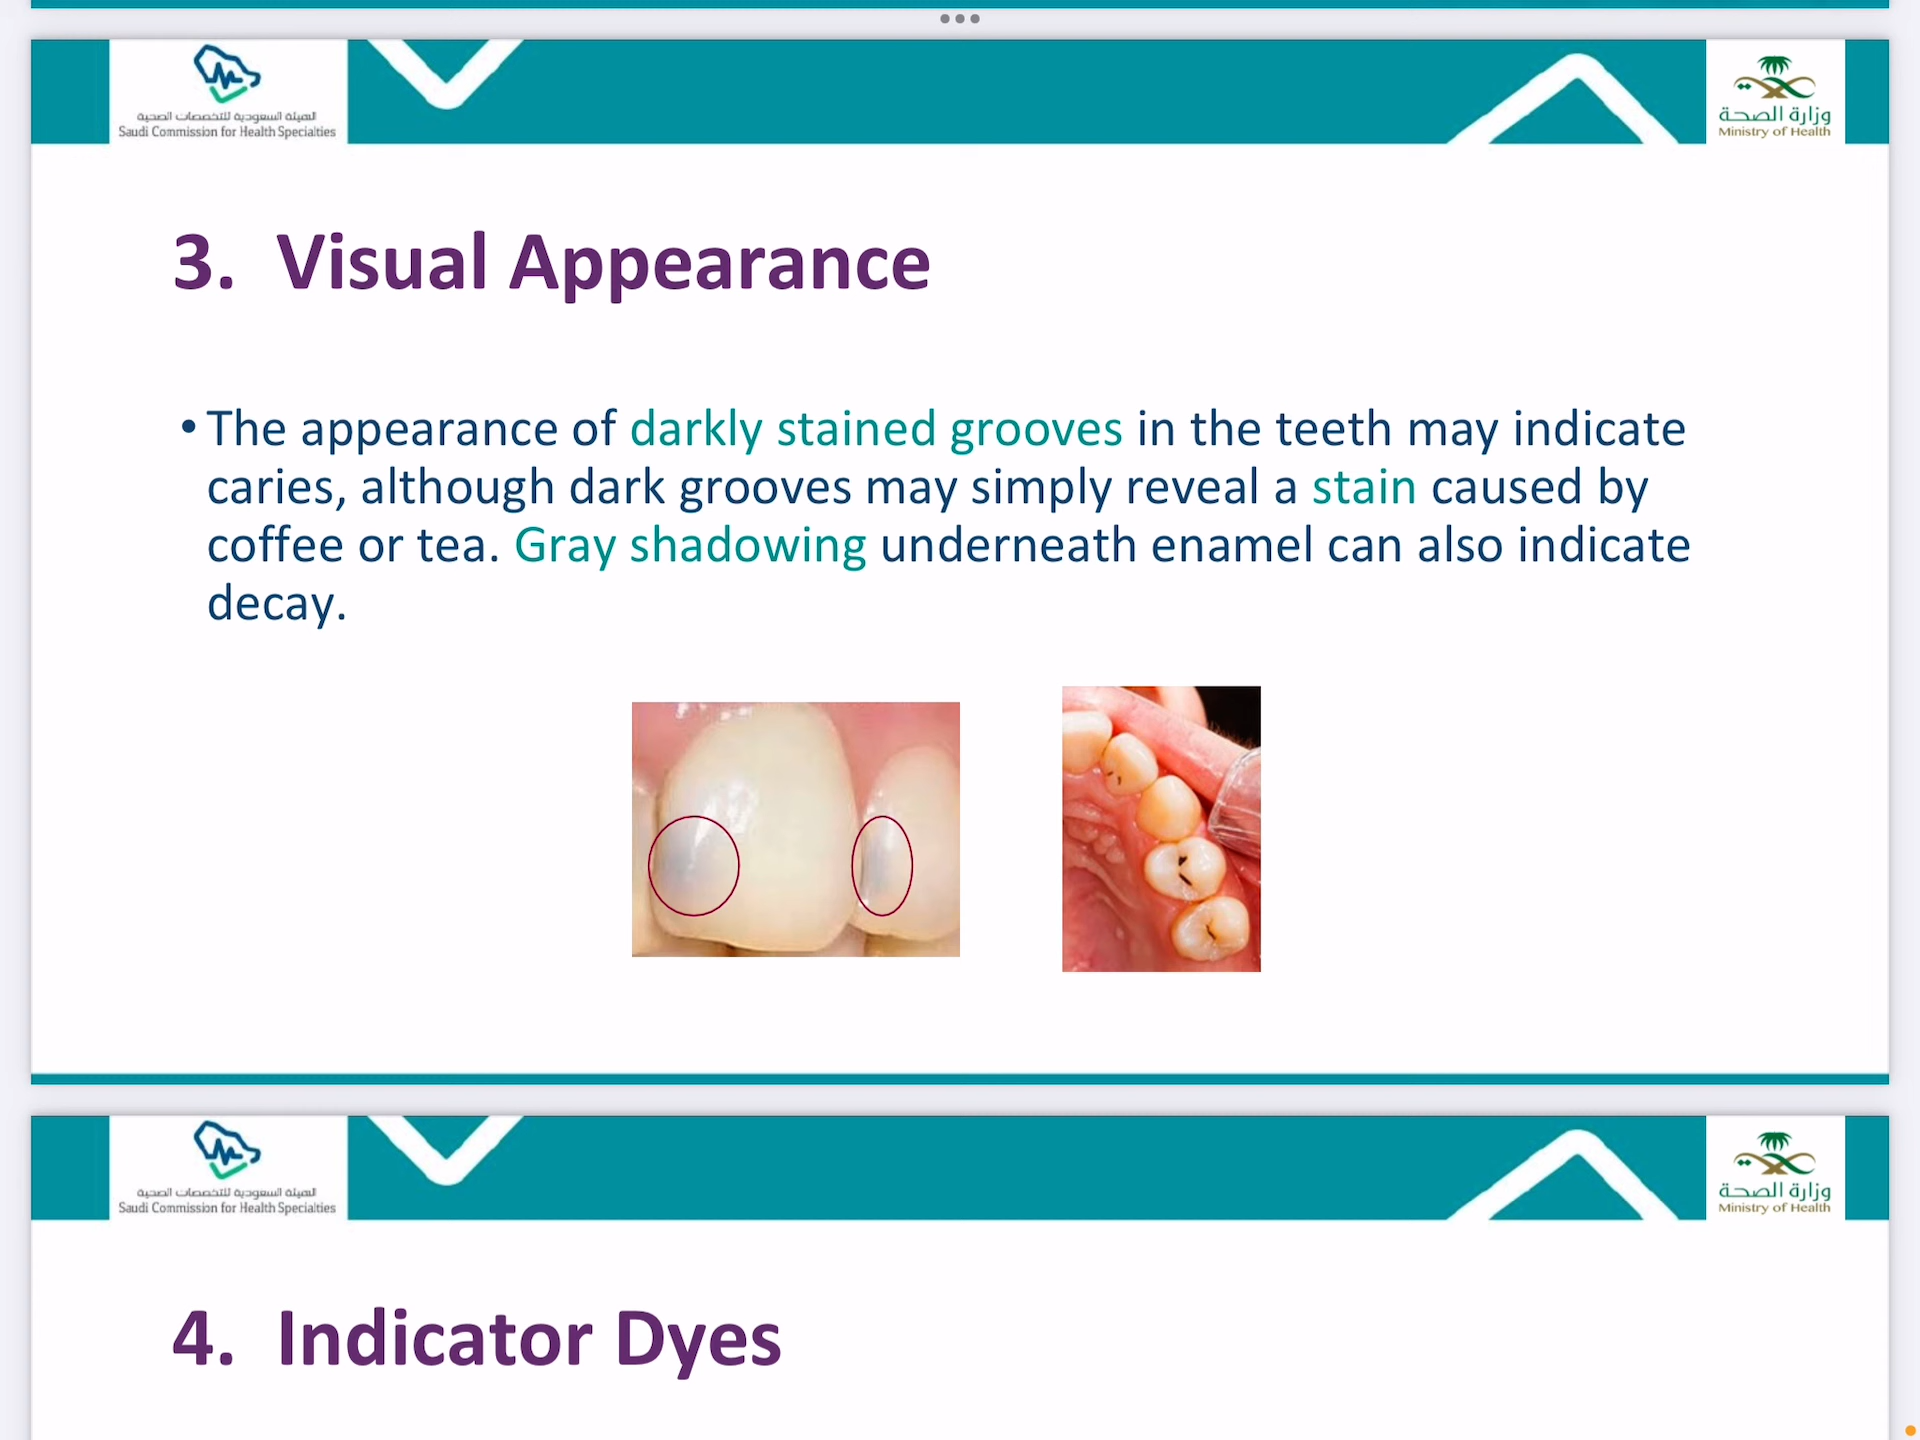 الهيئة السعودية للتخصصات الصحية
Saudi Commission for Health Specialties
وزارة الصحة
Ministry of Health
3. Visual Appearance
• The appearance of darkly stained grooves in the teeth may indicate
caries, although dark grooves may simply reveal a stain caused by
coffee or tea. Gray shadowing underneath enamel can also indicate
decay.
الهيئة السعودية للتخصصات الصحية
Saudi Commission for Health Specialties
وزارة الصحة
Ministry of Health
4. Indicator Dyes